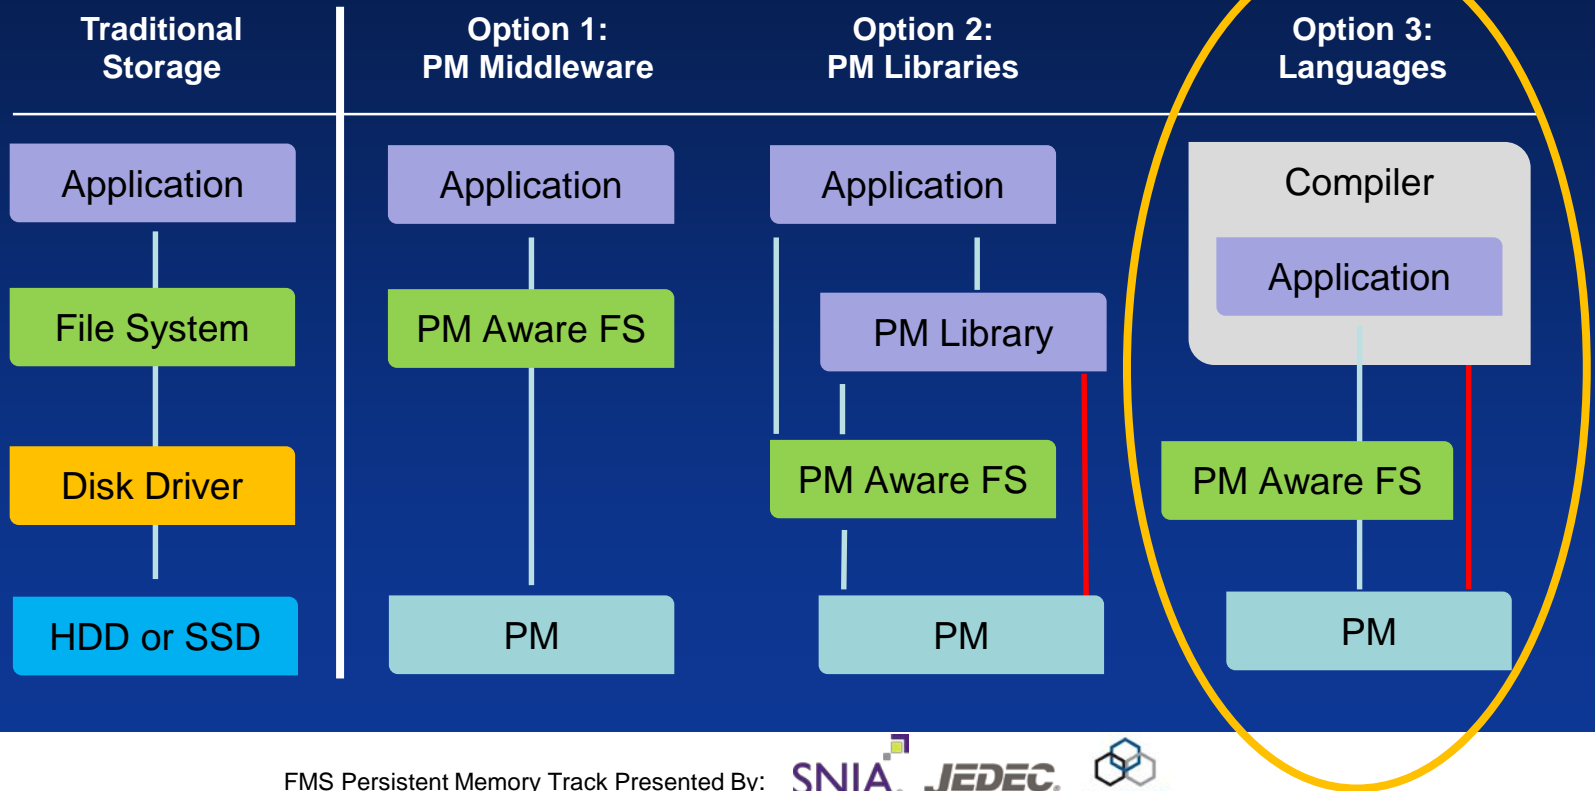 Traditional
Storage
Option 1:
PM Middleware
Option 2:
PM Libraries
Option 3:
Languages
Application
File System
Disk Driver
HDD or SSD
Application
PM Aware FS
PM
Application
PM Library
PM Aware FS
PM
Compiler
Application
PM Aware FS
PM
FMS Persistent Memory Track Presented By:
SNIA.
JEDEC.